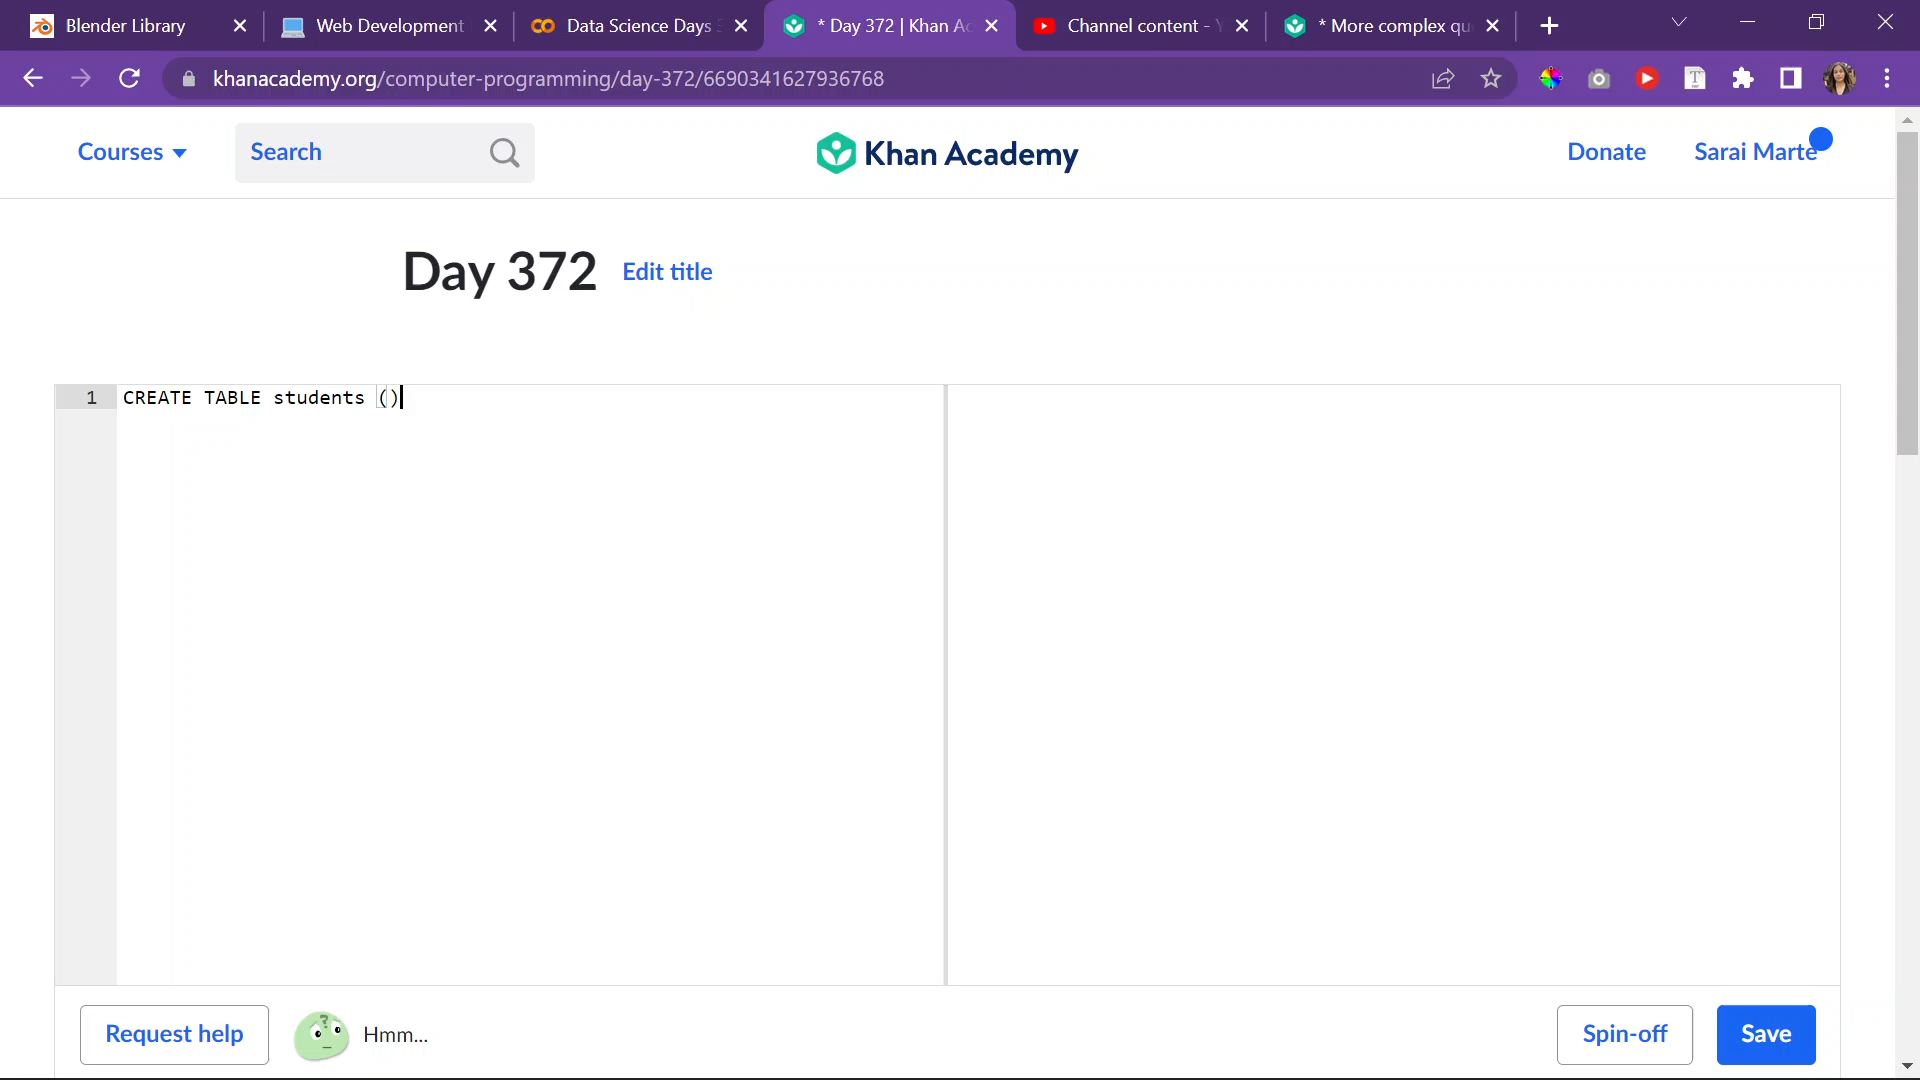 Blender Library
Web Development
Data Science Days
* Day 372 | Khan Ac
Channel content -
* More complex qu
khanacademy.org/computer-programming/day-372/6690341627936768
Courses
Search
Khan Academy
Donate
Sarai Marte
Day 372
Edit title
1
CREATE TABLE students ()
Request help
Hmm...
Spin-off
Save